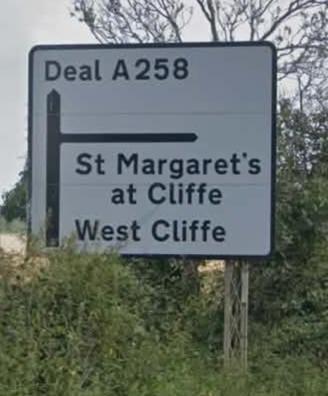 Deal A258
St Margaret's
at Cliffe
West Cliffe